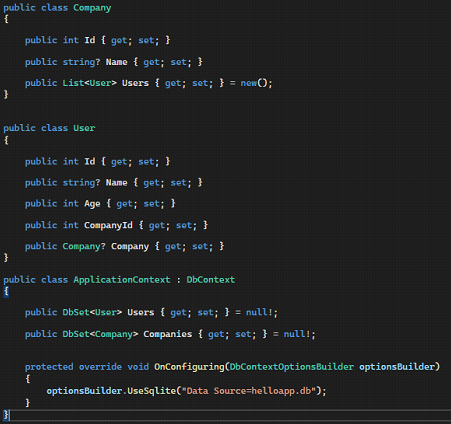 public class Company
{
public int Id { get; set; }
public string? Name { get; set; }
public List<User> Users { get; set; } = new();
}
public class User
{
public int Id { get; set; }
public string? Name { get; set; }
public int Age { get; set; }
public int CompanyId { get; set; }
public Company? Company { get; set; }
}
public class ApplicationContext : DbContext
{
public DbSet<User> Users { get; set; } = null!;
public DbSet<Company> Companies { get; set; } = null!;
protected override void OnConfiguring(DbContextOptionsBuilder optionsBuilder)
{
optionsBuilder.UseSqlite("Data Source=helloapp.db");
}
}